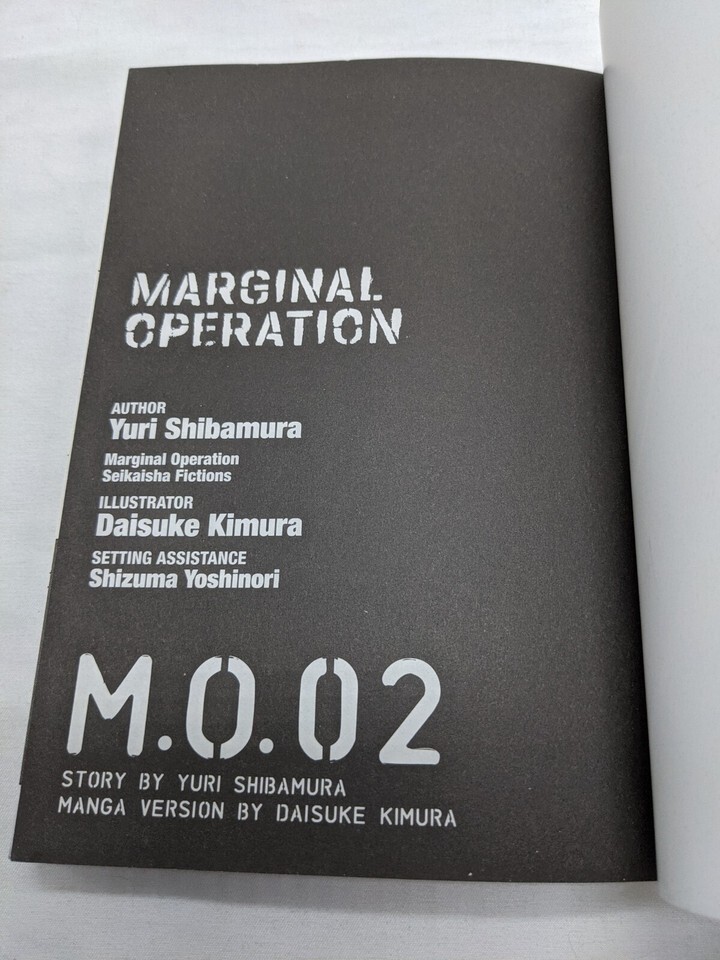 MARGINAL
OPERATION
AUTHOR
Yuri Shibamura
Marginal Operation
Seikaisha Fictions
ILLUSTRATOR
Daisuke Kimura
SETTING ASSISTANCE
Shizuma Yoshinori
M.O.02
STORY BY YURI SHIBAMURA
MANGA VERSION BY DAISUKE KIMURA